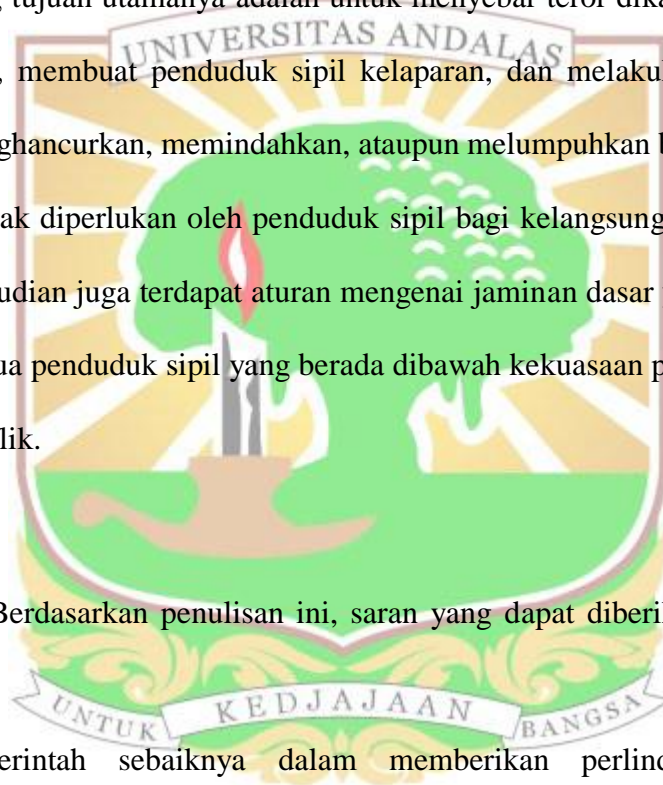 tujuan utamanya adalah untuk menyebar teror dika
UNIVERSITAS ANDALAS
, membuat penduduk sipil kelaparan, dan melaku
ghancurkan, memindahkan, ataupun melumpuhkan b
ak diperlukan oleh penduduk sipil bagi kelangsung
udian juga terdapat aturan mengenai jaminan dasar
ua penduduk sipil yang berada dibawah kekuasaan p
lik.
Berdasarkan penulisan ini, saran yang dapat diberi
UNTUK KEDJAJAAN BANGSA
erintah sebaiknya dalam memberikan perlind